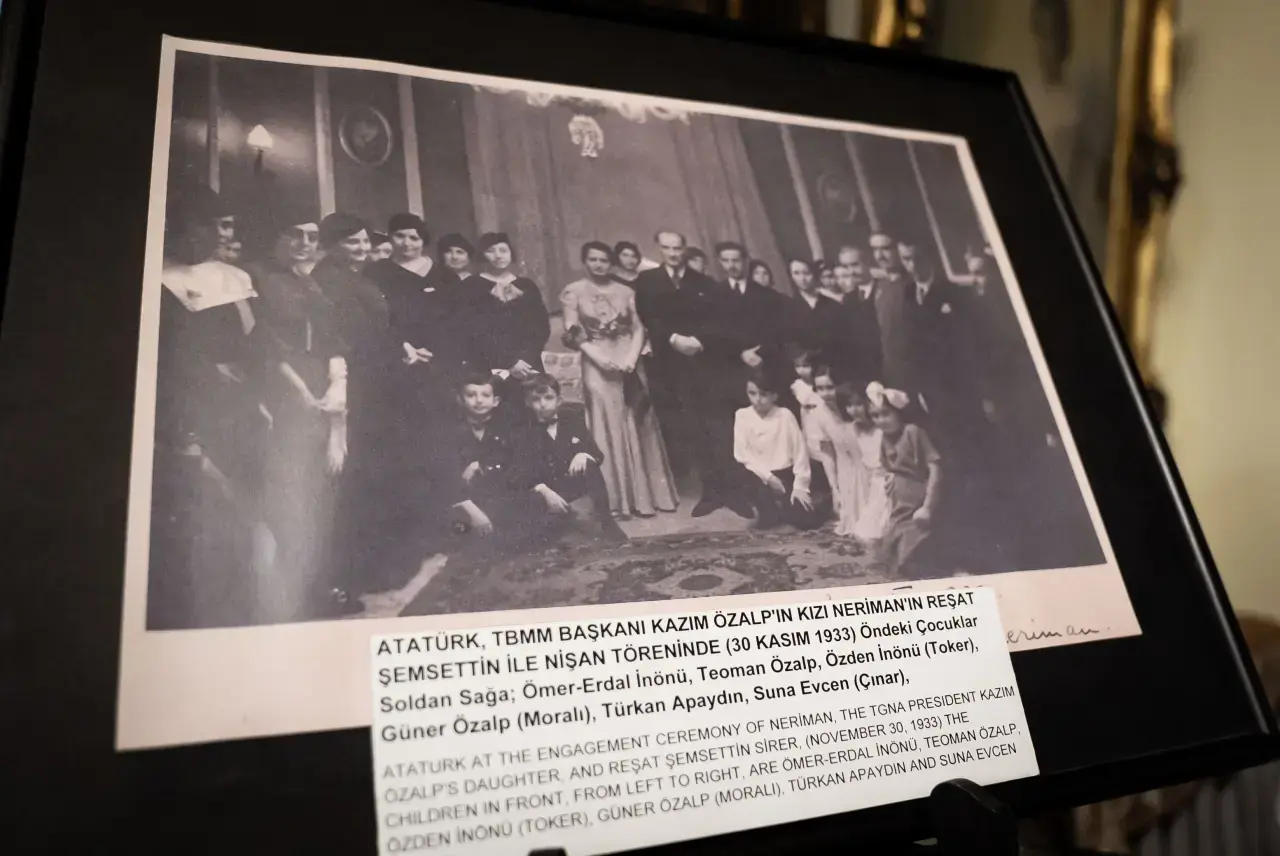 eriman.
ATATÜRK, TBMM BAŞKANI KAZIM ÖZALP'IN KIZI NERİMAN'IN REŞAT
ŞEMSETTİN İLE NİŞAN TÖRENİNDE (30 KASIM 1933) Öndeki Çocuklar
Soldan Sağa; Ömer-Erdal İnönü, Teoman Özalp, Özden İnönü (Toker),
Güner Özalp (Moralı), Türkan Apaydın, Suna Evcen (Çınar),
ATATURK AT THE ENGAGEMENT CEREMONY OF NERIMAN, THE TGNA PRESIDENT KAZIM
ÖZALP'S DAUGHTER, AND REŞAT ŞEMSETTİN SİRER, (NOVEMBER 30, 1933) THE
CHILDREN IN FRONT, FROM LEFT TO RIGHT, ARE ÖMER-ERDAL İNÖNÜ, TEOMAN ÖZALP,
ÖZDEN İNÖNÜ (TOKER), GÜNER ÖZALP (MORALI), TÜRKAN APAYDIN AND SUNA EVCEN